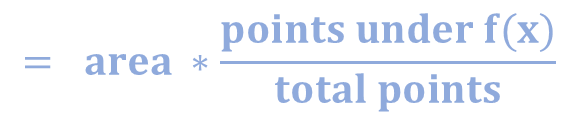 points under f(x)
= area *
total points